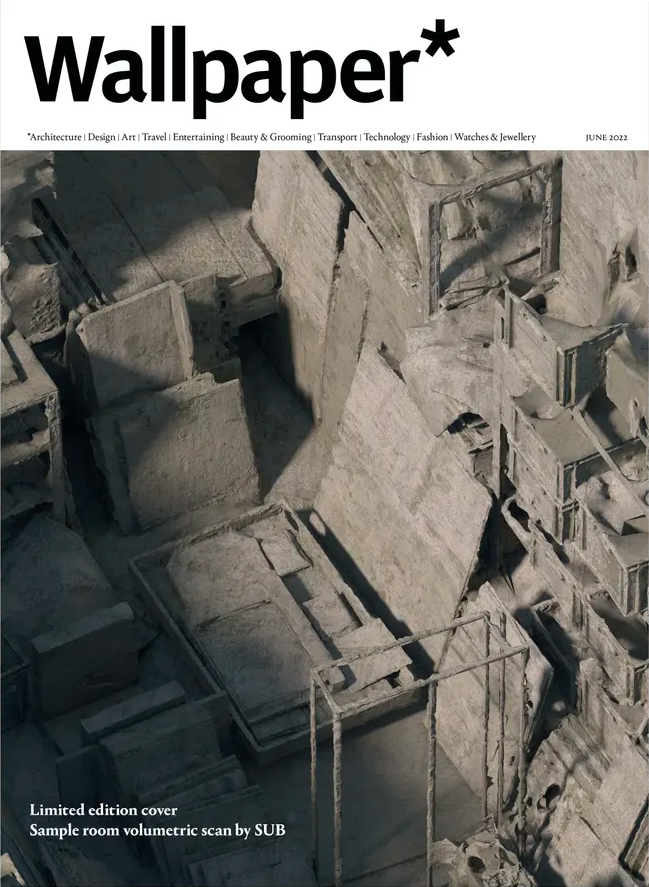 Wallpaper*
*Architecture | Design | Art | Travel | Entertaining | Beauty & Grooming | Transport | Technology | Fashion | Watches & Jewellery JUNE 2022
Limited edition cover
Sample room volumetric scan by SUB